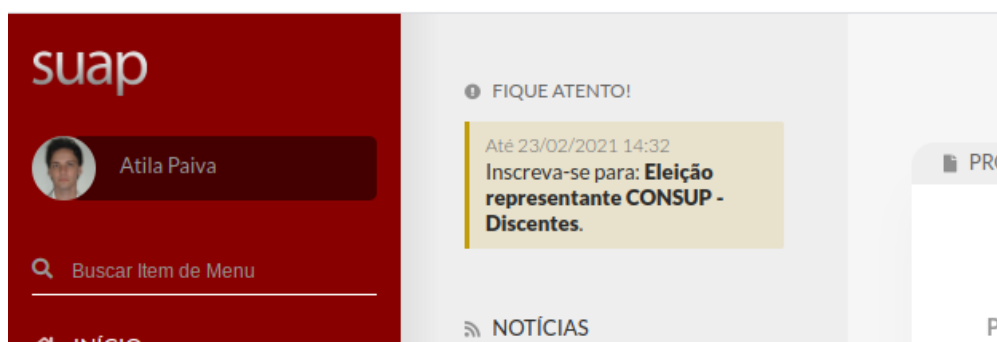 suap
Atila Paiva
Buscar Item de Menu
INÍCIO
FIQUE ATENTO!
Até 23/02/2021 14:32
Inscreva-se para: Eleição
representante CONSUP -
Discentes.
NOTÍCIAS